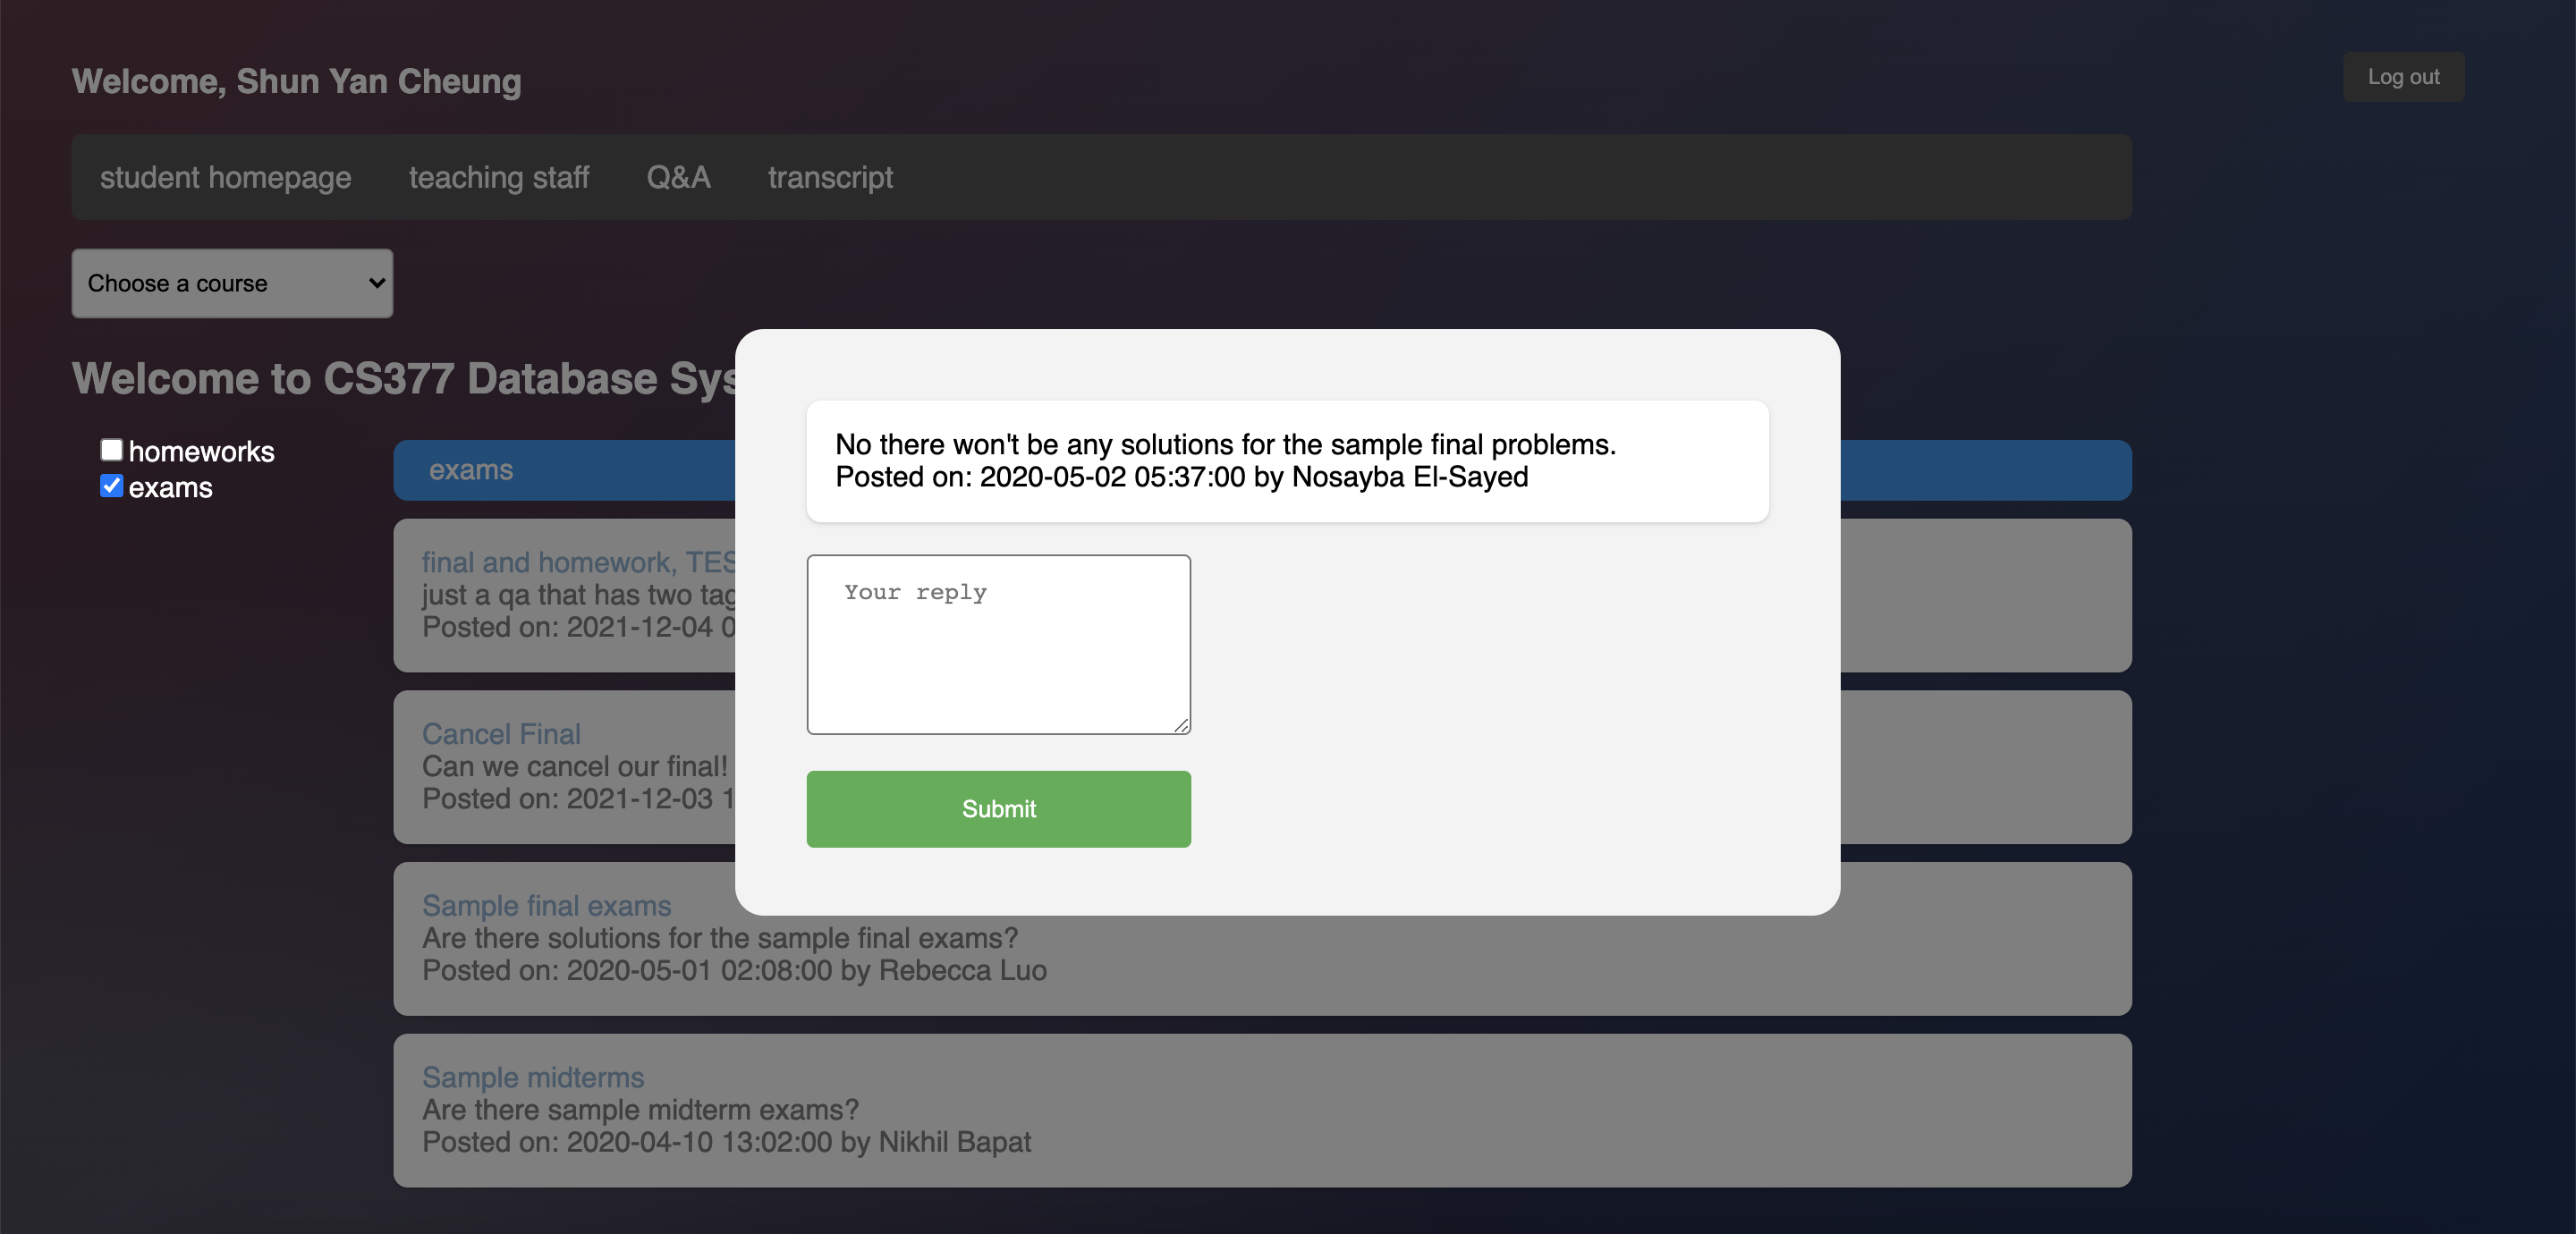 Welcome, Shun Yan Cheung
Log out
student homepage teaching staff Q&A transcript
Choose a course
Welcome to CS377 Database
homeworks
exams
exams
final and homework,
just a qa that has two
Posted on: 2021-12-04
Cancel Final
Can we cancel our final!
Posted on: 2021-12-03
Sample final exams
Are there solutions for the sample final exams?
Posted on: 2020-05-01 02:08:00 by Rebecca Luo
Sample midterms
Are there sample midterm exams?
Posted on: 2020-04-10 13:02:00 by Nikhil Bapat
No there won't be any solutions for the sample final problems.
Posted on: 2020-05-02 05:37:00 by Nosayba El-Sayed
Your reply
Submit